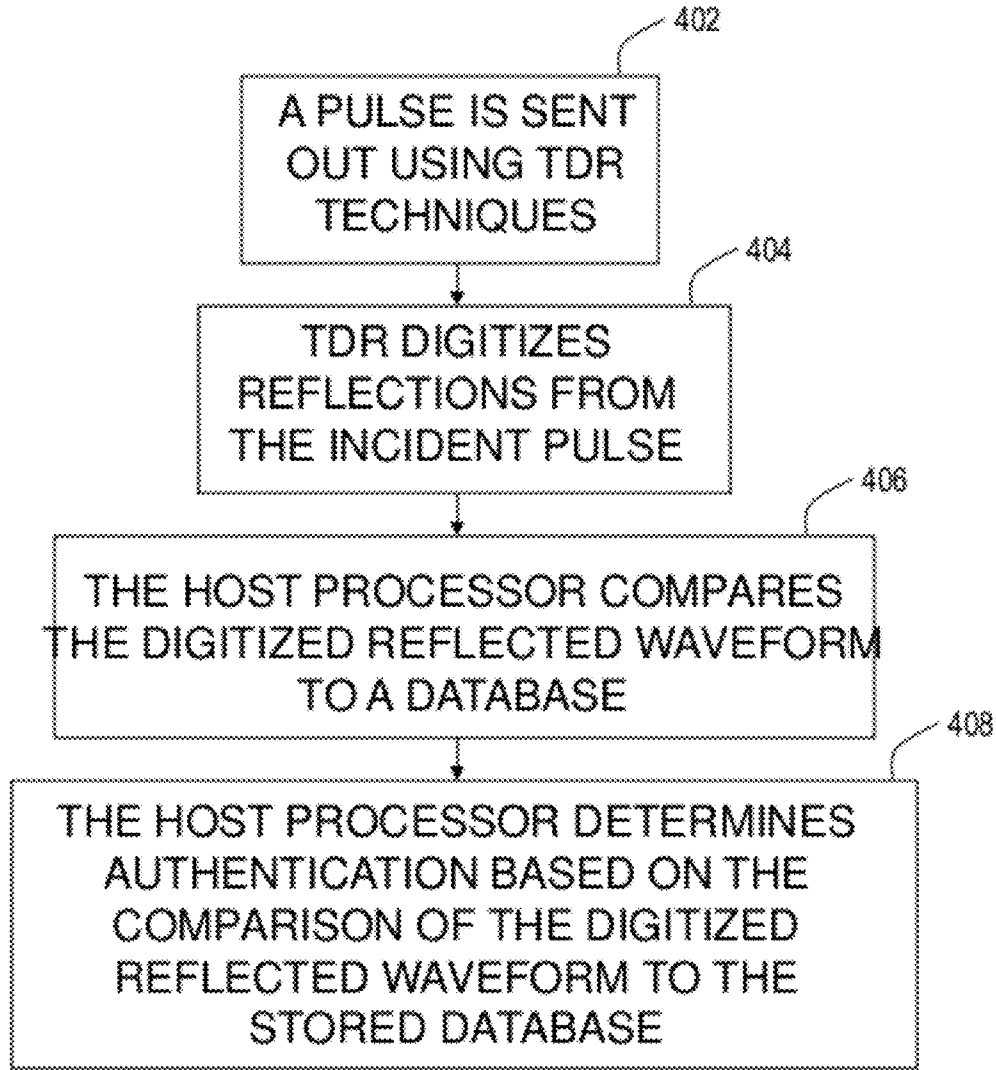 402
A PULSE IS SENT
OUT USING TDR
TECHNIQUES
404
TDR DIGITIZES
REFLECTIONS FROM
THE INCIDENT PULSE
406
THE HOST PROCESSOR COMPARES
THE DIGITIZED REFLECTED WAVEFORM
TO A DATABASE
408
THE HOST PROCESSOR DETERMINES
AUTHENTICATION BASED ON THE
COMPARISON OF THE DIGITIZED
REFLECTED WAVEFORM TO THE
STORED DATABASE